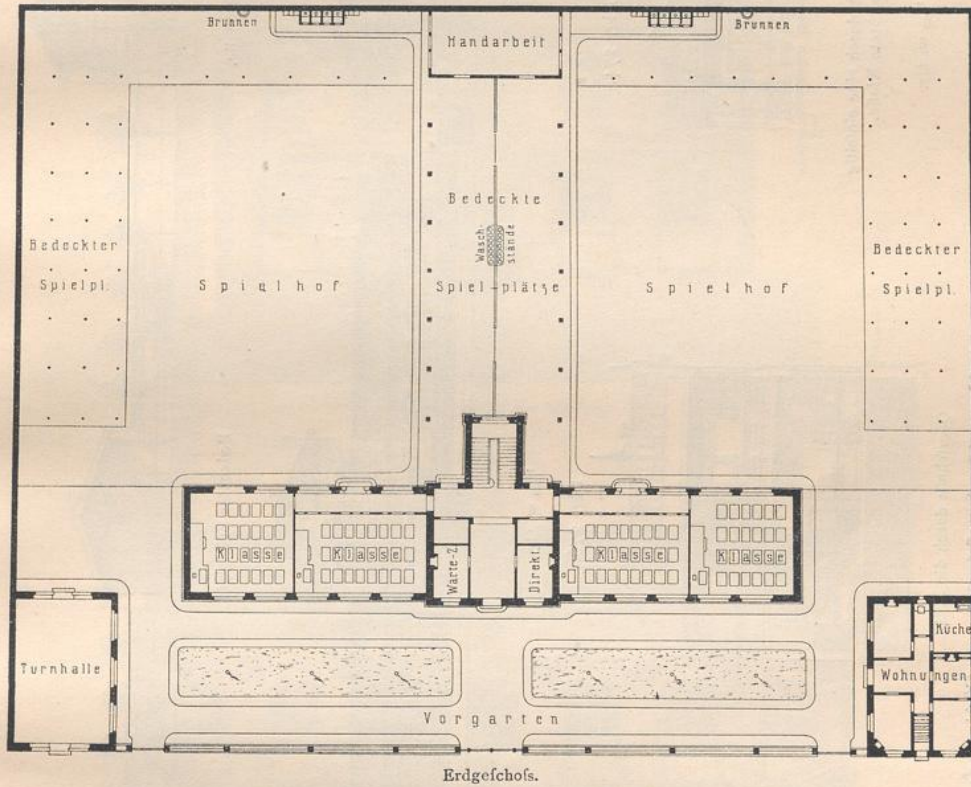 Brunnen
Handarbeit
Brunnen
Bedeckte
Wasch-
stände
Bedeckter
Spielpl.
Spielhof
Spiel-plätze
Spielhof
Bedeckter
Spielpl.
Klasse
Klasse
Warte-Z.
Direkt.
Klasse
Klasse
Turnhalle
Küche
Wohnungen
Vorgarten
Erdgeſchoſs.